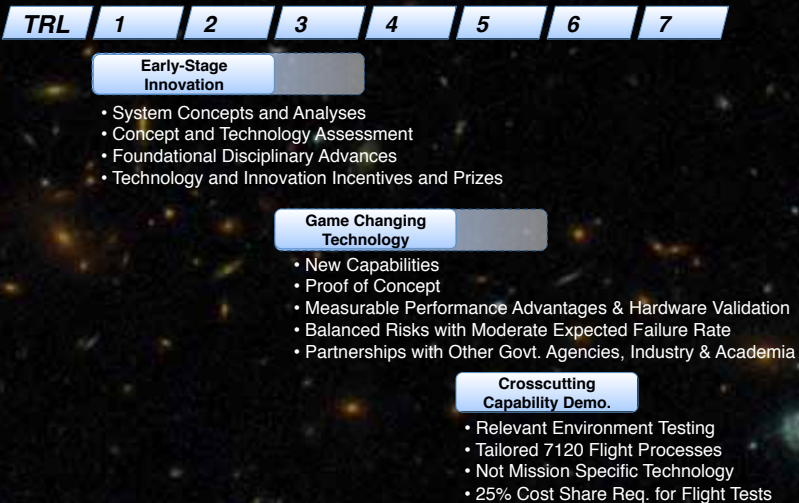 TRL 1 2 3 4 5 6 7
Early-Stage
Innovation
• System Concepts and Analyses
• Concept and Technology Assessment
• Foundational Disciplinary Advances
• Technology and Innovation Incentives and Prizes
Game Changing
Technology
• New Capabilities
• Proof of Concept
• Measurable Performance Advantages & Hardware Validation
• Balanced Risks with Moderate Expected Failure Rate
• Partnerships with Other Govt. Agencies, Industry & Academia
Crosscutting
Capability Demo.
• Relevant Environment Testing
• Tailored 7120 Flight Processes
• Not Mission Specific Technology
• 25% Cost Share Req. for Flight Tests